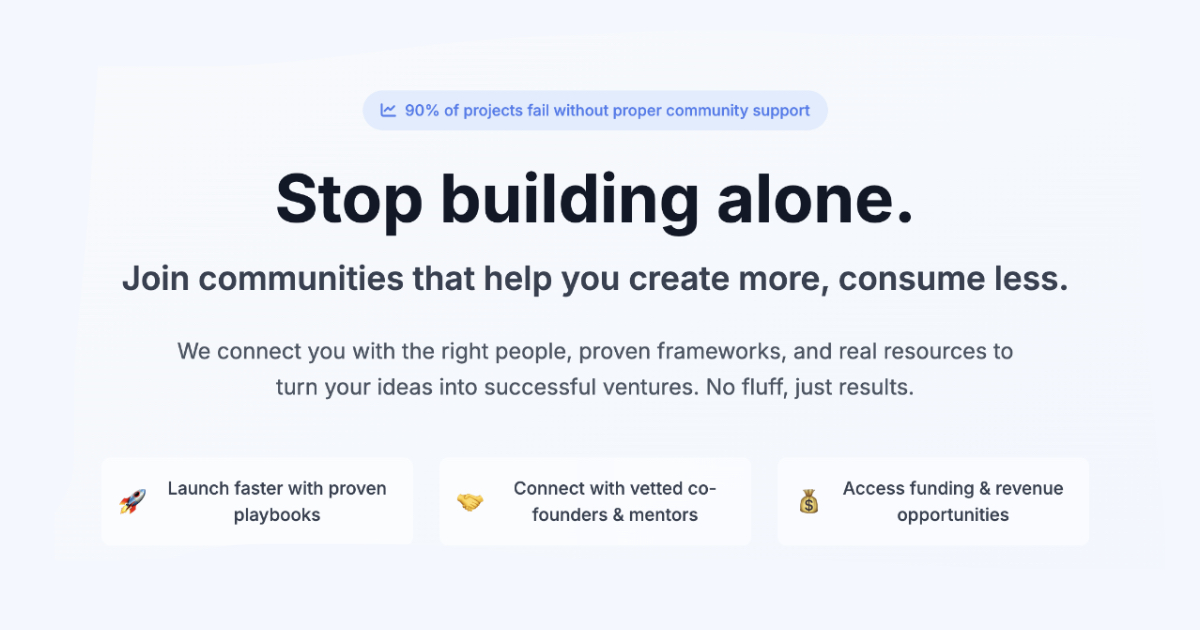 90% of projects fail without proper community support
Stop building alone.
Join communities that help you create more, consume less.
We connect you with the right people, proven frameworks, and real resources to
turn your ideas into successful ventures. No fluff, just results.
Launch faster with proven
playbooks
Connect with vetted co-
founders & mentors
Access funding & revenue
opportunities